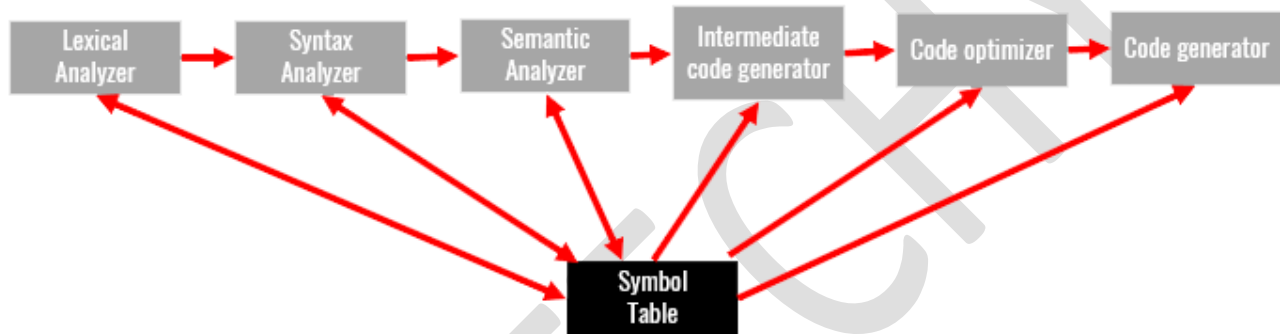 Lexical
Analyzer
Syntax
Analyzer
Semantic
Analyzer
Intermediate
code generator
Code optimizer
Code generator
Symbol
Table